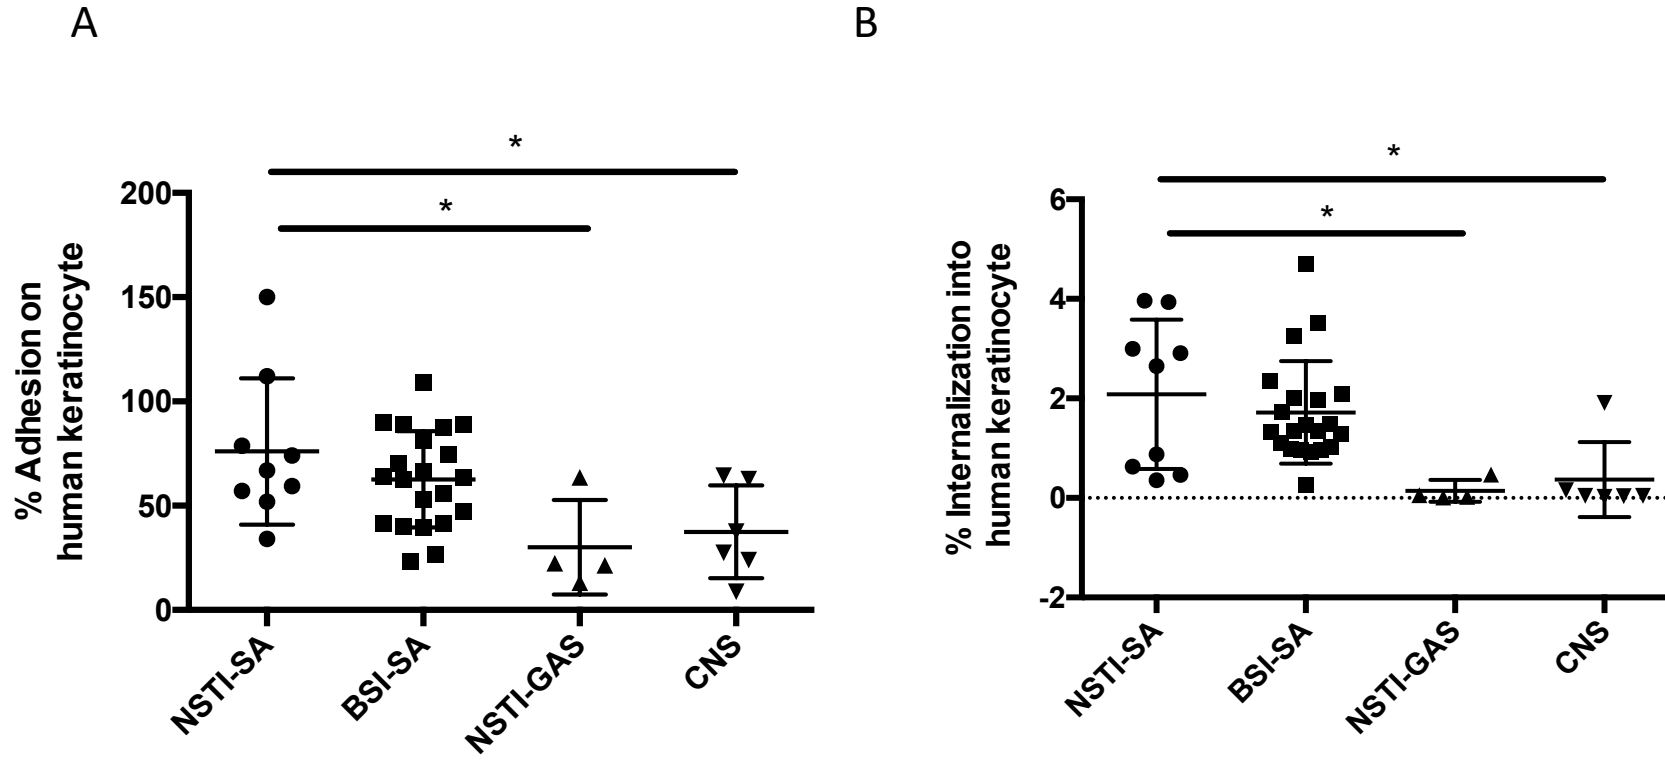 A
B
*
*
200
150
100
50
0
% Adhesion on
human keratinocyte
NSTI-SA
BSI-SA
NSTI-GAS
CNS
*
*
6
4
2
0
-2
% Internalization into
human keratinocyte
NSTI-SA
BSI-SA
NSTI-GAS
CNS